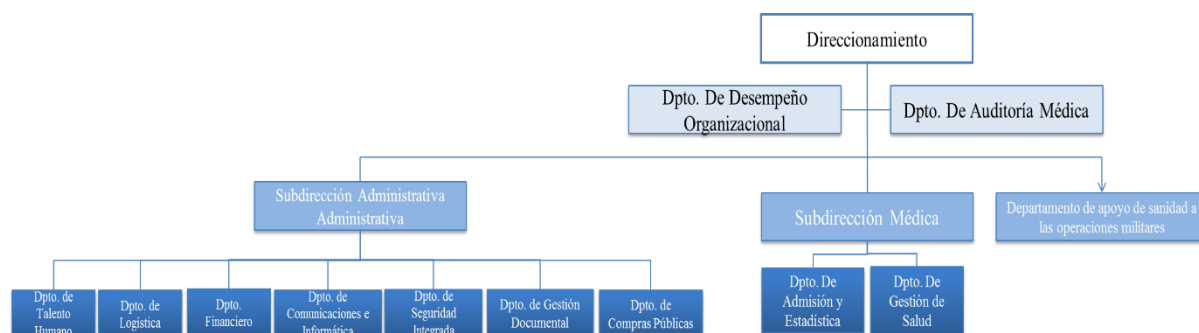 Direccionamiento
Dpto. De Desempeño
Organizacional
Dpto. De Auditoría Médica
Subdirección Administrativa
Administrativa
Subdirección Médica
Departamento de apoyo de sanidad a
las operaciones militares
Dpto. de
Talento
Humano
Dpto. de
Logística
Dpto.
Financiero
Dpto. de
Comunicaciones e
Informática
Dpto. de
Seguridad
Integrada
Dpto. de Gestión
Documental
Dpto. de
Compras Públicas
Dpto. De
Admisión y
Estadística
Dpto. De
Gestión de
Salud